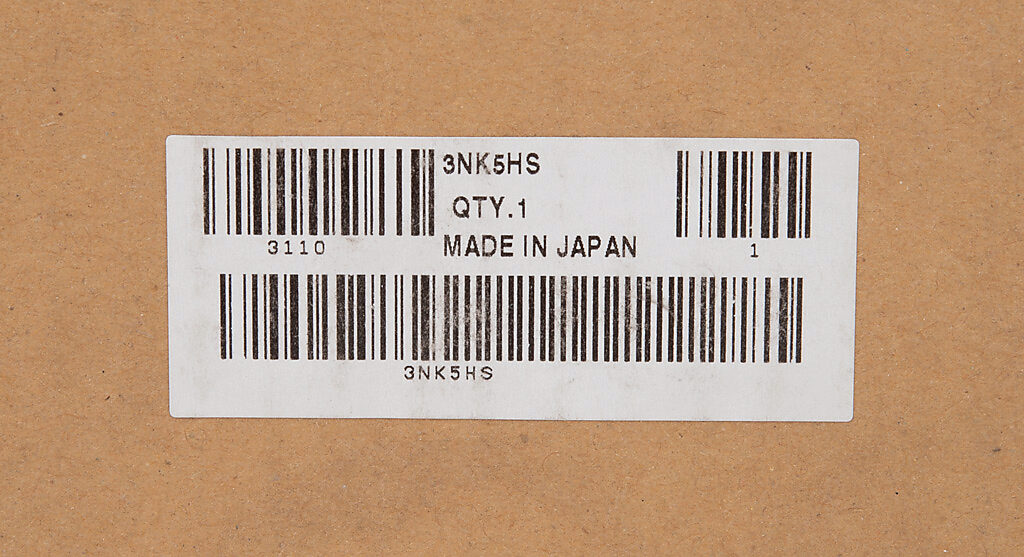 3NK5HS
QTY.1
3110
MADE IN JAPAN
1
3NK5HS